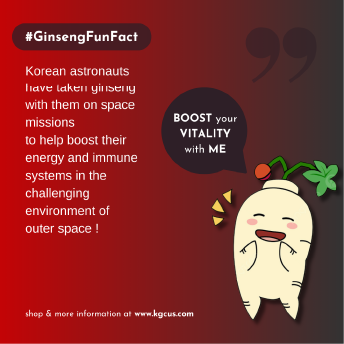 #GinsengFunFact
Korean astronauts
have taken ginseng
with them on space
missions
to help boost their
energy and immune
systems in the
challenging
environment of
outer space !
BOOST your
VITALITY
with ME
shop & more information at www.kgcus.com